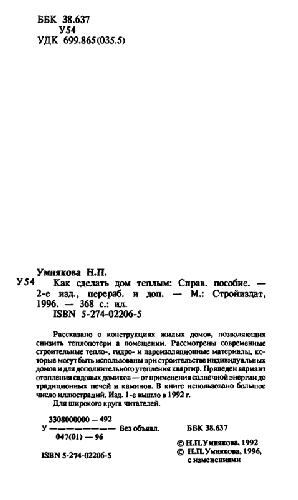 ББК 38.637
У54
УДК 699.865(035.5)
Умнякова Н.П.
У54 Как сделать дом теплым: Справ. пособие. —
2-е изд., перераб. и доп. — М.: Стройиздат,
1996. — 368 с.: ил.
ISBN 5-274-02206-5
Рассказано о конструкциях жилых домов, позволяющих
снизить теплопотери в помещении. Рассмотрены современные
строительные тепло-, гидро- и пароизоляционные материалы, ко-
торые могут быть использованы при строительстве индивидуальных
домов и для дополнительного утепления квартир. Приведен вариант
отопления садовых домиков — от применения солнечной энергии до
традиционных печей и каминов. В книге использовано большое
число иллюстраций. Изд. 1-е вышло в 1992 г.
Для широкого круга читателей.
3308000000 — 492
У ———————— Без объявл.
047(01) — 96
ББК 38.637
© Н.П.Умнякова, 1992
ISBN 5-274-02206-5
© Н.П.Умнякова, 1996,
с изменениями